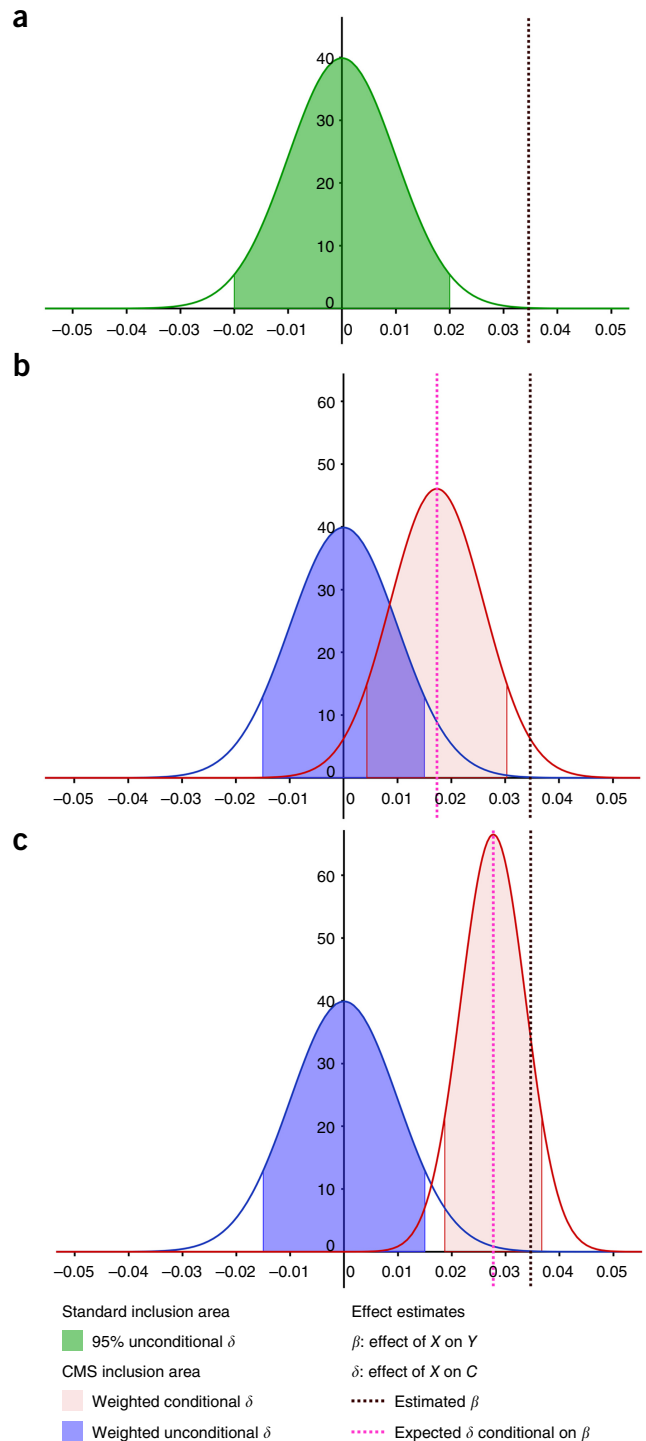 a
40
30
20
10
0
–0.05 –0.04 –0.03 –0.02 –0.01 0 0.01 0.02 0.03 0.04 0.05
b
60
50
40
30
20
10
0
–0.05 –0.04 –0.03 –0.02 –0.01 0 0.01 0.02 0.03 0.04 0.05
c
60
50
40
30
20
10
0
–0.05 –0.04 –0.03 –0.02 –0.01 0 0.01 0.02 0.03 0.04 0.05
Standard inclusion area
95% unconditional δ
CMS inclusion area
Weighted conditional δ
Weighted unconditional δ
Effect estimates
β: effect of X on Y
δ: effect of X on C
Estimated β
Expected δ conditional on β